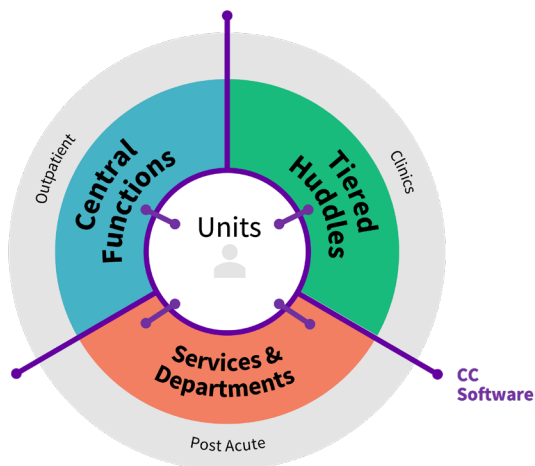 Outpatient
Central
Functions
Tiered
Huddles
Clinics
Units
Services &
Departments
Post Acute
CC
Software